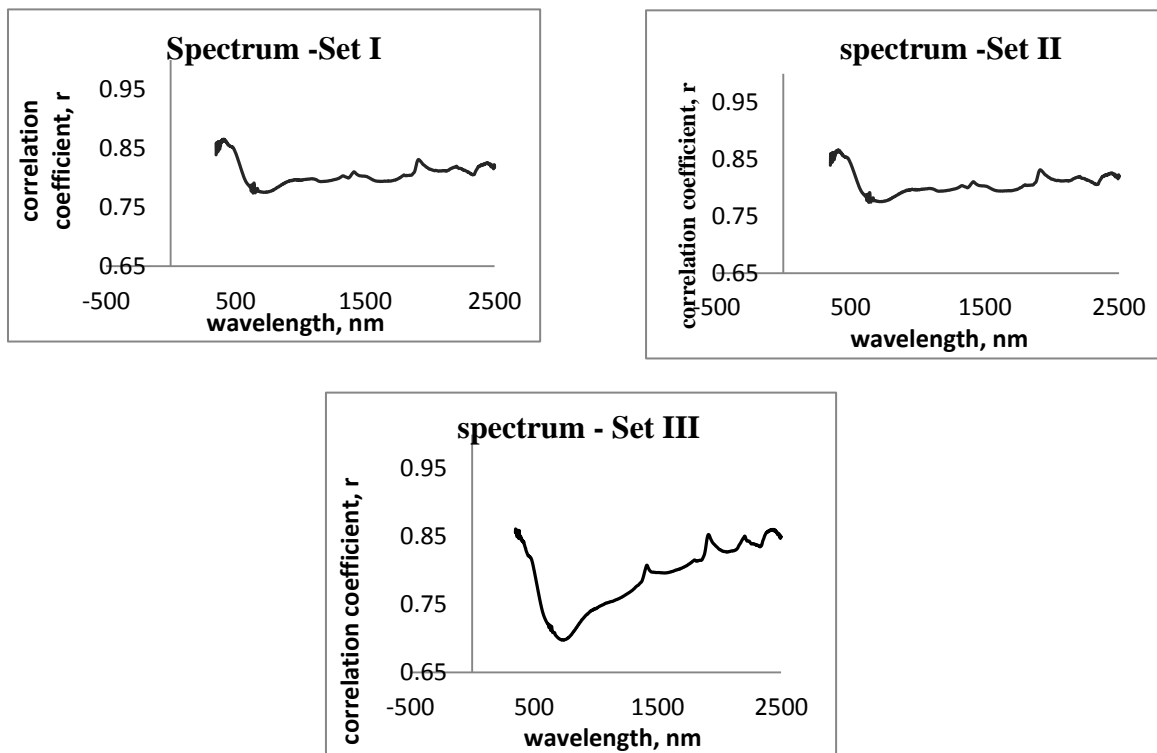 Spectrum -Set I
correlation
coefficient, r
0.95
0.85
0.75
0.65
-500
500
1500
2500
wavelength, nm
spectrum -Set II
correlation coefficient, r
0.95
0.85
0.75
0.65
-500
500
1500
2500
wavelength, nm
spectrum - Set III
correlation coefficient, r
0.95
0.85
0.75
0.65
-500
500
1500
2500
wavelength, nm